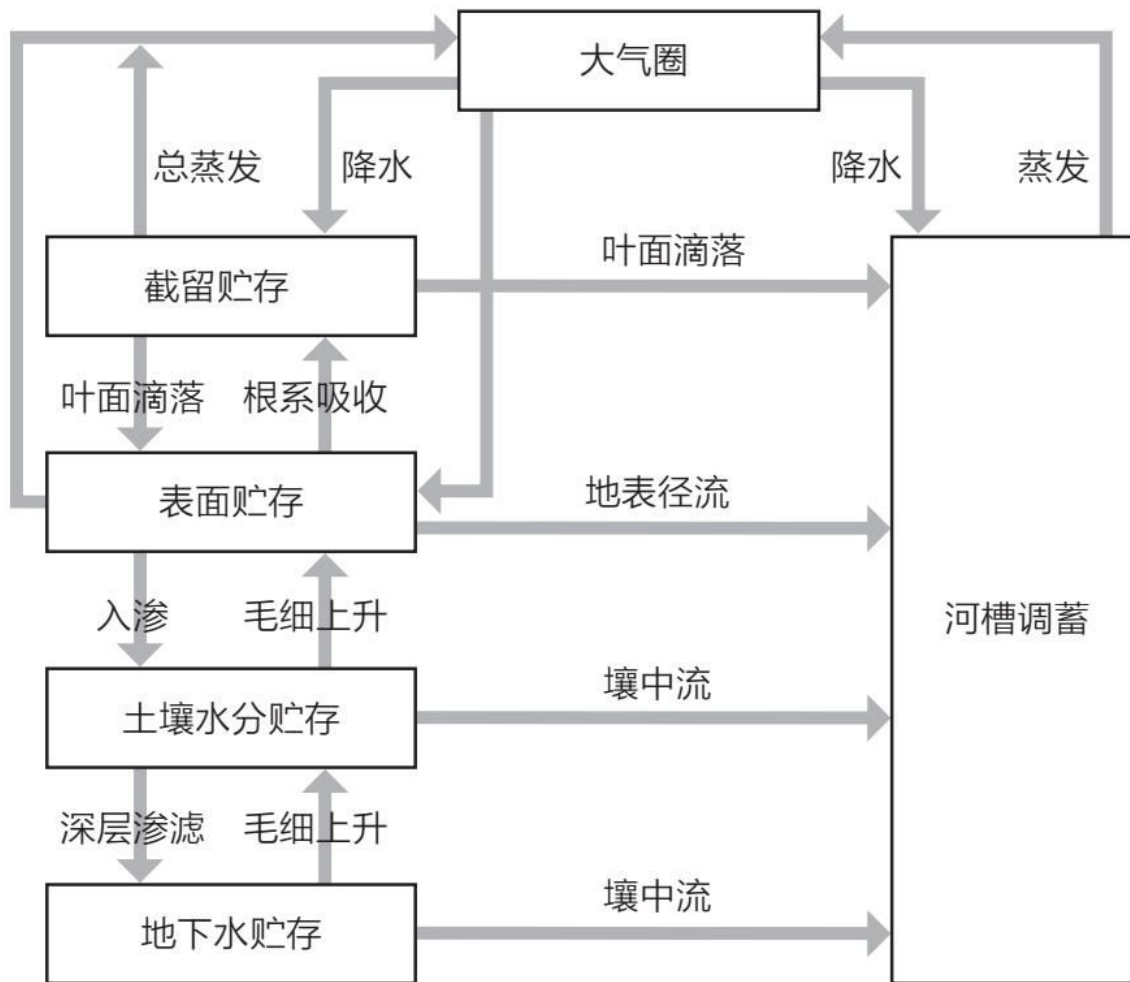 大气圈
总蒸发
降水
降水
蒸发
叶面滴落
截留贮存
叶面滴落
根系吸收
表面贮存
地表径流
入渗
毛细上升
河槽调蓄
土壤水分贮存
壤中流
深层渗滤
毛细上升
地下水贮存
壤中流